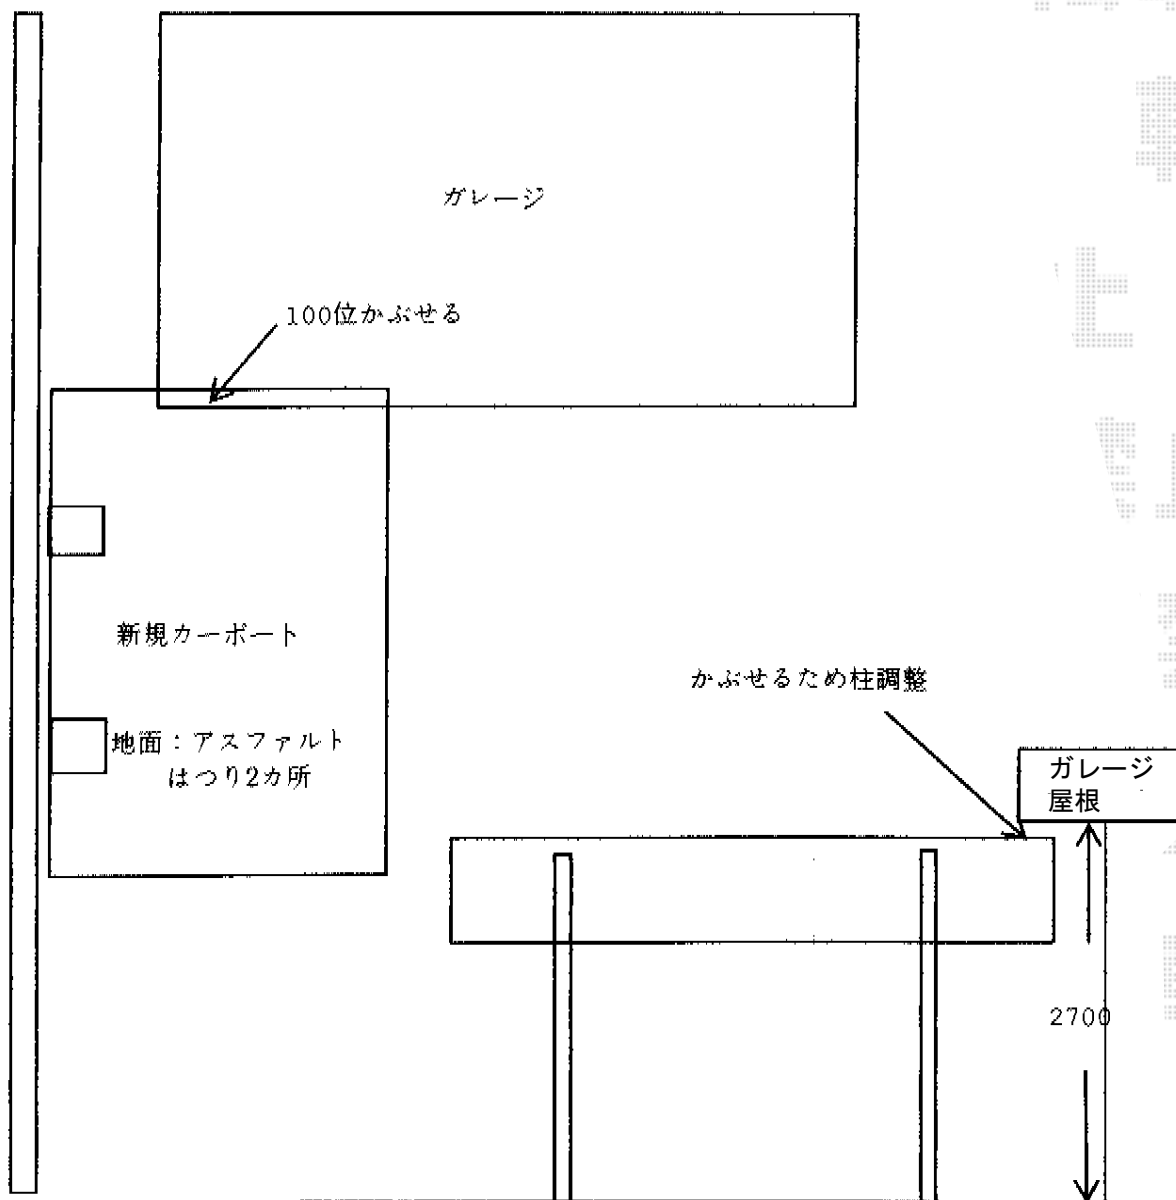 ガレージ
100位かぶせる
新規カーポート
地面：アスファルト
はつり2カ所
かぶせるため柱調整
ガレージ
屋根
2700